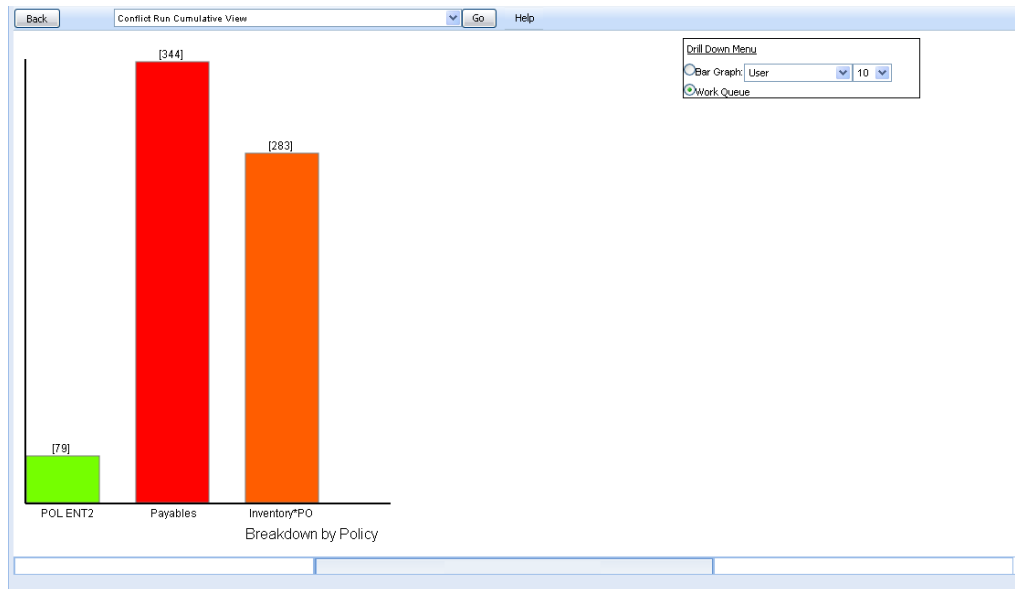 Back Conflict Run Cumulative View Go Help
Drill Down Menu
Bar Graph: User 10
Work Queue
[344]
[283]
[79]
POL ENT2 Payables Inventory*PO
Breakdown by Policy